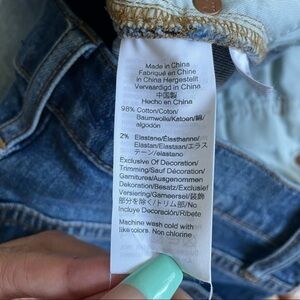 Made in China
Fabriqué en Chine
in China Hergestellt
Vervaardigd in China
中国製
Hecho en China
98% Cotton/Coton/
Baumwolle/Katoen/綿/
algodón
2% Elastane/Élasthanne/
Elastan/Elastaan/エラス
テーン/elastano
Exclusive Of Decoration/
Trimming/Sauf Décoration/
Garnitures/Ausgenommen
Dekoration/Besatz/Exclusief
Versiering/Garneersel/装飾
部分を除く/トリム部/No
Incluye Decoración/Ribete
Machine wash cold with
like colors. Non chlorine